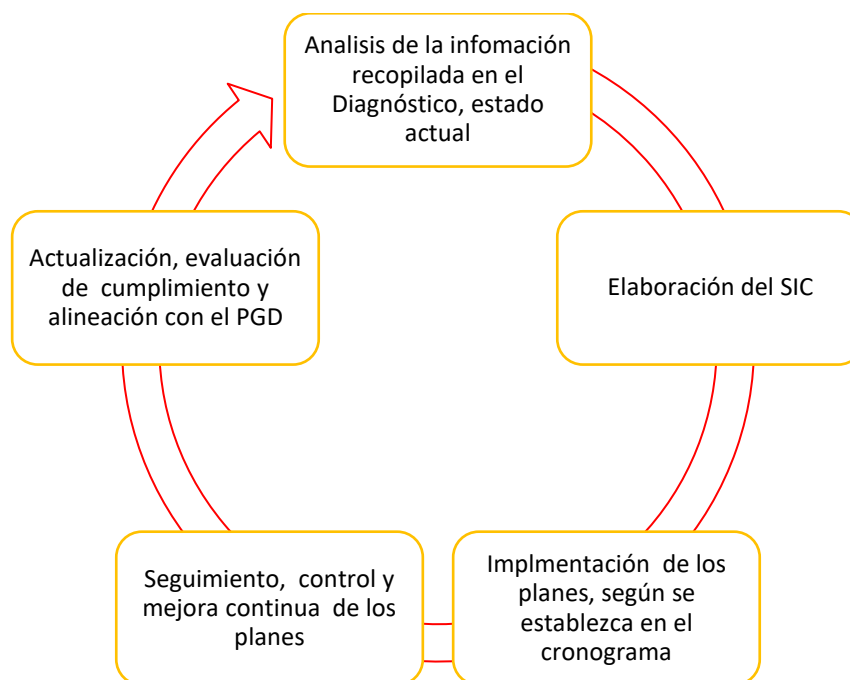 Analisis de la infomación
recopilada en el
Diagnóstico, estado
actual
Elaboración del SIC
Implmentación de los
planes, según se
establezca en el
cronograma
Seguimiento, control y
mejora continua de los
planes
Actualización, evaluación
de cumplimiento y
alineación con el PGD